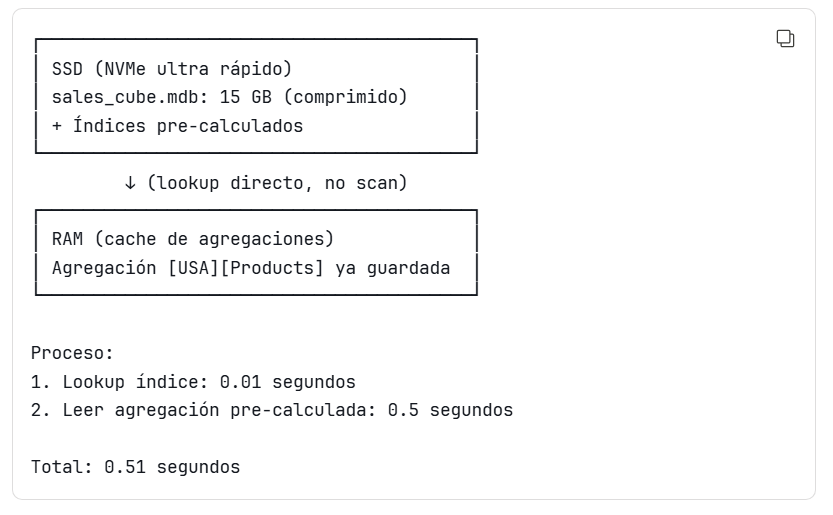 SSD (NVMe ultra rápido)
sales_cube.mdb: 15 GB (comprimido)
+ Índices pre-calculados
↓ (lookup directo, no scan)
RAM (cache de agregaciones)
Agregación [USA][Products] ya guardada
Proceso:
1. Lookup índice: 0.01 segundos
2. Leer agregación pre-calculada: 0.5 segundos
Total: 0.51 segundos